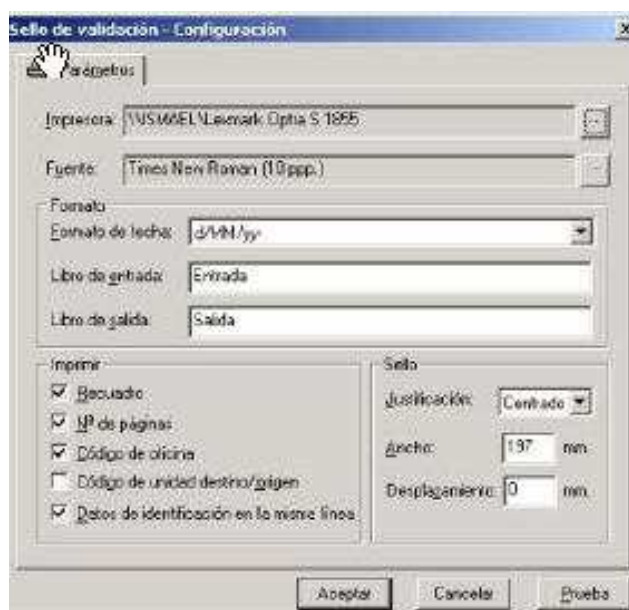 Sello de validación - Configuración
Parámetros
Impresora: \\ISMAEL\Lexmark Optra S 1855
Fuente: Times New Roman (10 ppp.)
Formato
Formato de fecha: d/MM/yy
Libro de entrada: Entrada
Libro de salida: Salida
Imprimir
Recuadro
Nº de páginas
Código de oficina
Código de unidad destino/origen
Datos de identificación en la misma línea
Sello
Justificación: Centrado
Ancho: 197 mm.
Desplazamiento: 0 mm.
Aceptar Cancelar Prueba